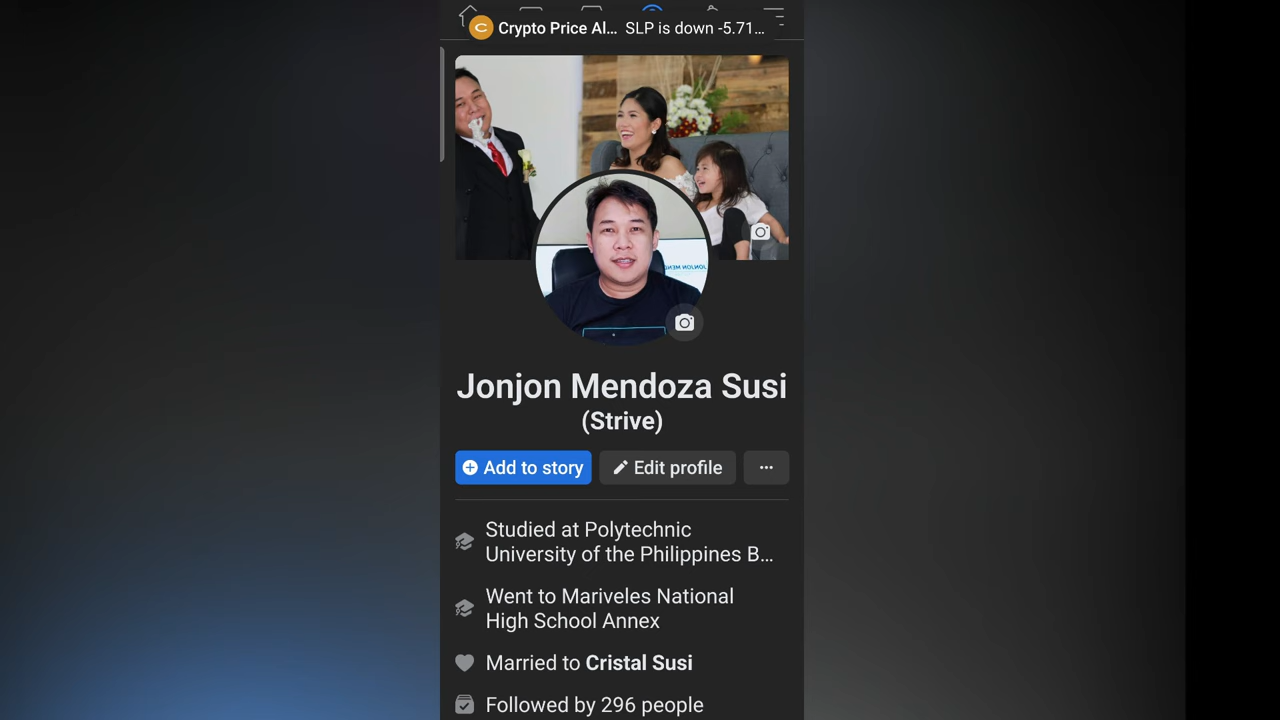 Crypto Price Al... SLP is down -5.71...
Jonjon Mendoza Susi
(Strive)
Add to story
Edit profile
Studied at Polytechnic
University of the Philippines B...
Went to Mariveles National
High School Annex
Married to Cristal Susi
Followed by 296 people